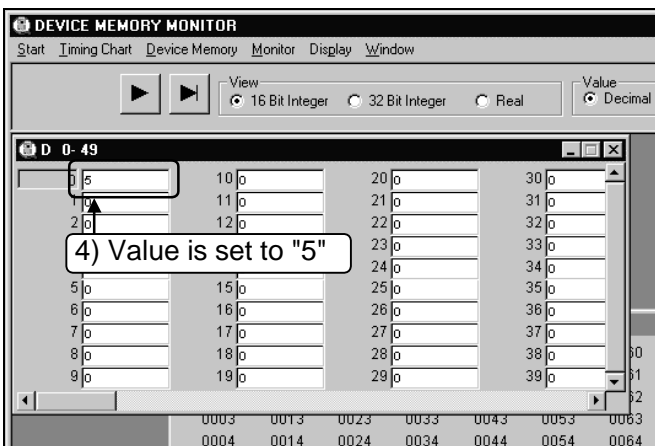 DEVICE MEMORY MONITOR
Start Timing Chart Device Memory Monitor Display Window
View
Value
16 Bit Integer 32 Bit Integer Real
Decimal
D 0- 49
0 5 10 0 20 0 30 0
1 0 11 0 21 0 31 0
2 0 12 0 22 0 32 0
4) Value is set to "5"
23 0 33 0
24 0 34 0
5 0 15 0 25 0 35 0
6 0 16 0 26 0 36 0
7 0 17 0 27 0 37 0
8 0 18 0 28 0 38 0
9 0 19 0 29 0 39 0
0003 0013 0023 0033 0043 0053 0063
0004 0014 0024 0034 0044 0054 0064